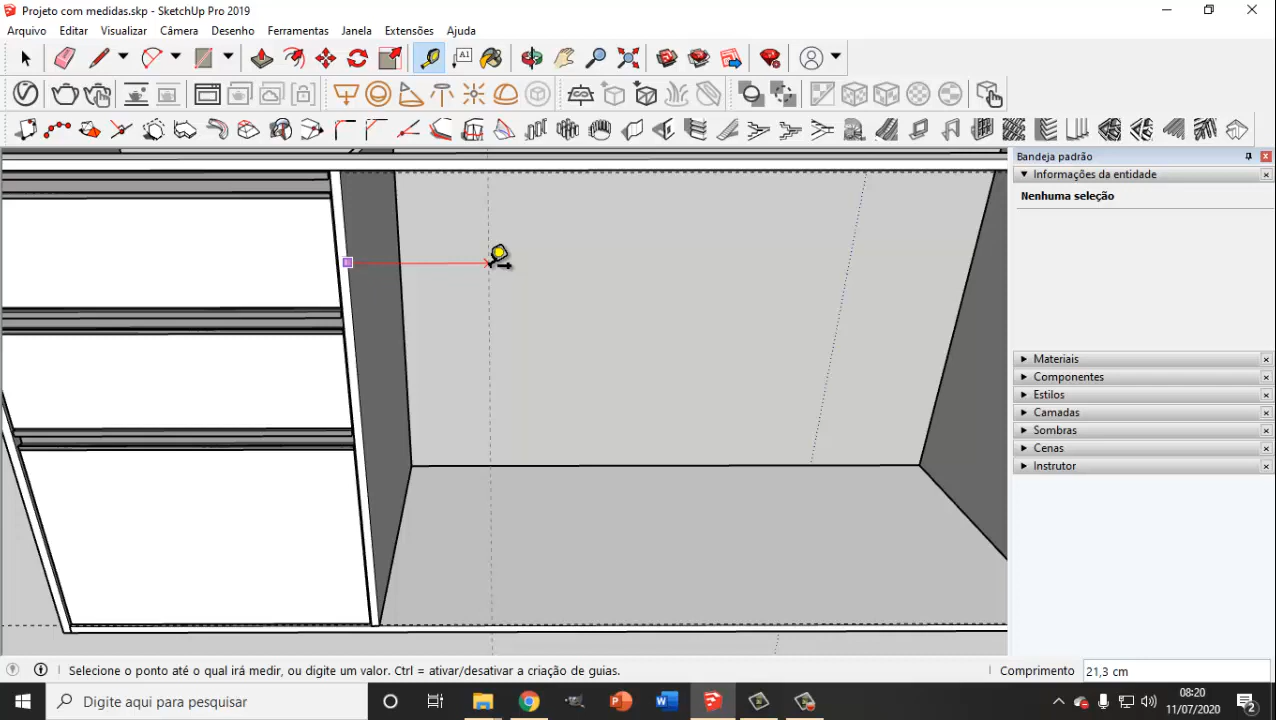 Projeto com medidas.skp - SketchUp Pro 2019
Arquivo Editar Visualizar Câmera Desenho Ferramentas Janela Extensões Ajuda
A1
Bandeja padrão
Informações da entidade
Nenhuma seleção
Materiais
Componentes
Estilos
Camadas
Sombras
Cenas
Instrutor
Selecione o ponto até o qual irá medir, ou digite um valor. Ctrl = ativar/desativar a criação de guias.
Comprimento 21,3 cm
Digite aqui para pesquisar
08:20
11/07/2020
2